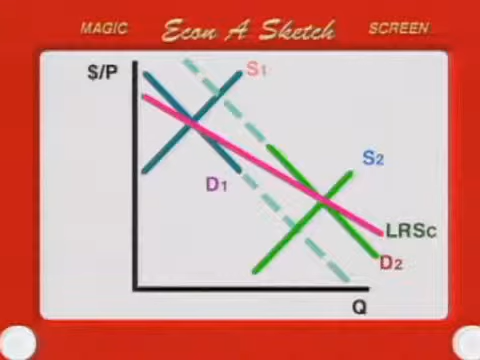 MAGIC Econ A Sketch SCREEN
$/P
S1
S2
D1
LRSc
D2
Q